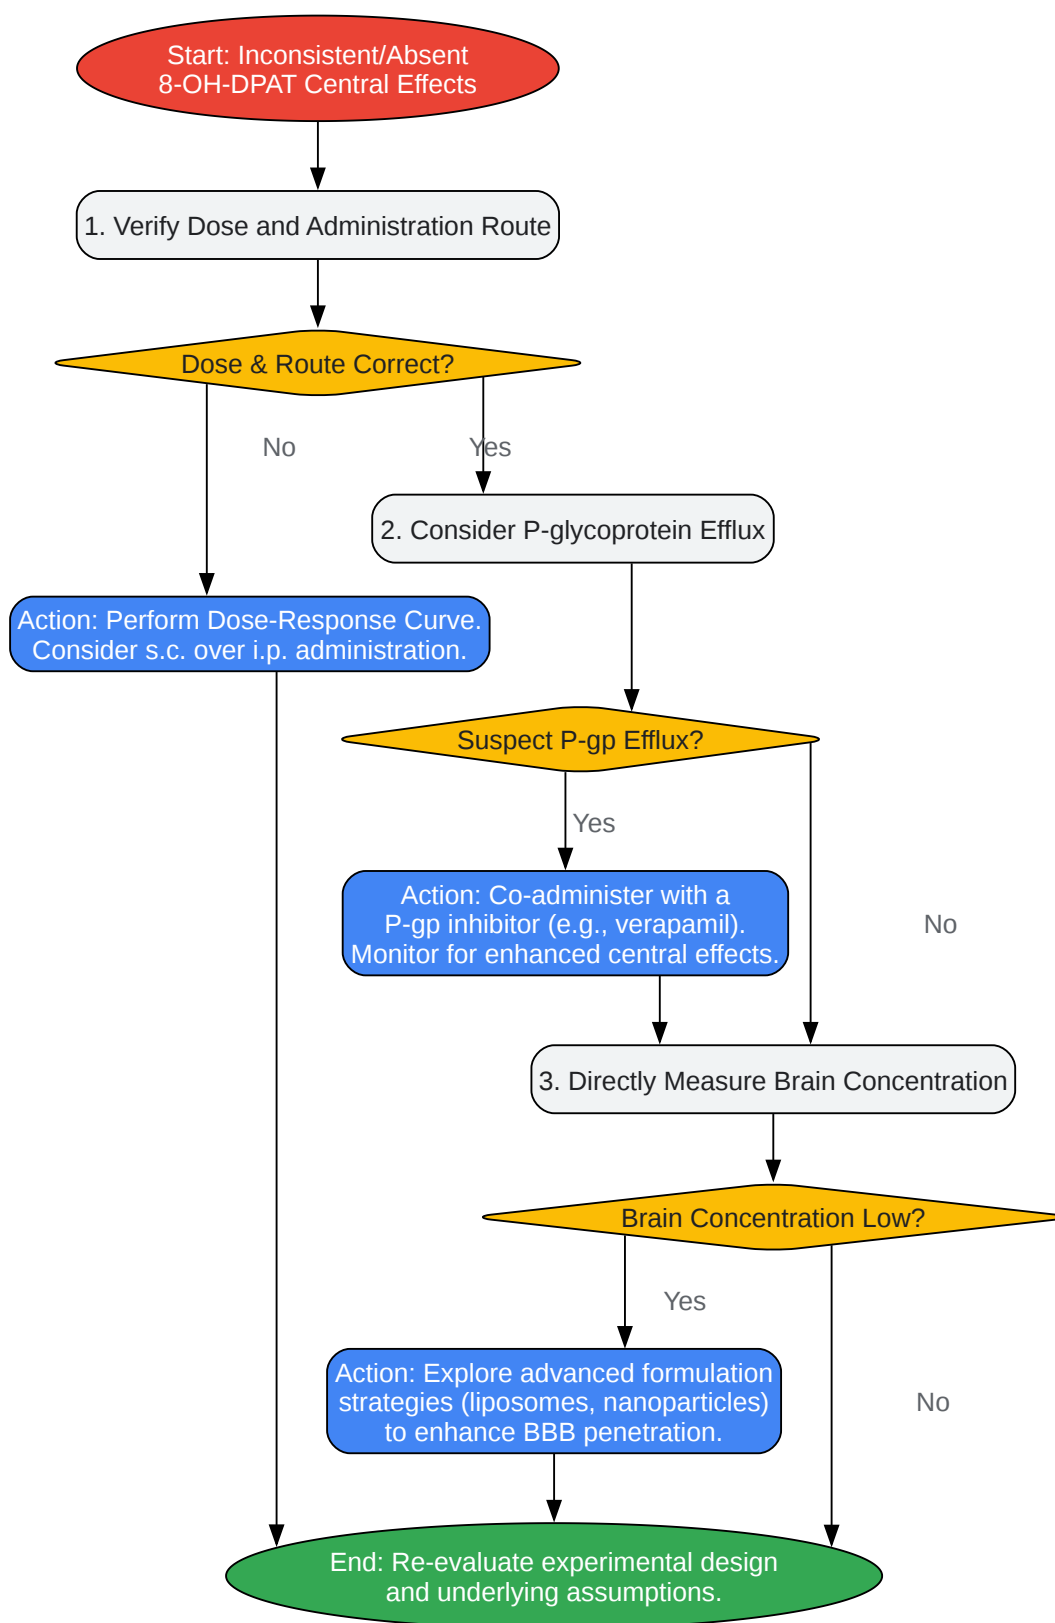 Start: Inconsistent/Absent
8-OH-DPAT Central Effects
1. Verify Dose and Administration Route
Dose & Route Correct?
No
Yes
2. Consider P-glycoprotein Efflux
Action: Perform Dose-Response Curve.
Consider s.c. over i.p. administration.
Suspect P-gp Efflux?
Yes
Action: Co-administer with a
P-gp inhibitor (e.g., verapamil).
Monitor for enhanced central effects.
No
3. Directly Measure Brain Concentration
Brain Concentration Low?
Yes
Action: Explore advanced formulation
strategies (liposomes, nanoparticles)
to enhance BBB penetration.
No
End: Re-evaluate experimental design
and underlying assumptions.